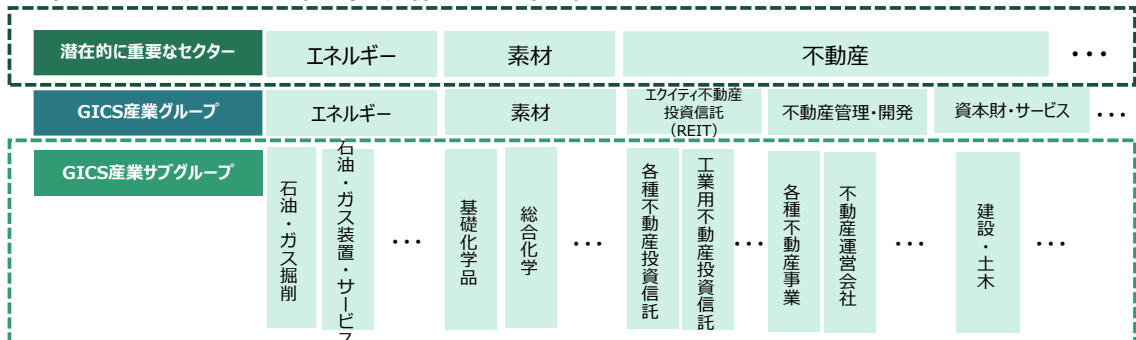 潜在的に重要なセクター
エネルギー
素材
不動産
・・・
GICS産業グループ
エネルギー
素材
エクイティ不動産
投資信託
(REIT)
不動産管理・開発
資本財・サービス
・・・
GICS産業サブグループ
石油・ガス掘削
石油・ガス装置・サービス
・・・
基礎化学品
総合化学
・・・
各種不動産投資信託
工業用不動産投資信託
・・・
各種不動産事業
不動産運営会社
・・・
建設・土木
・・・